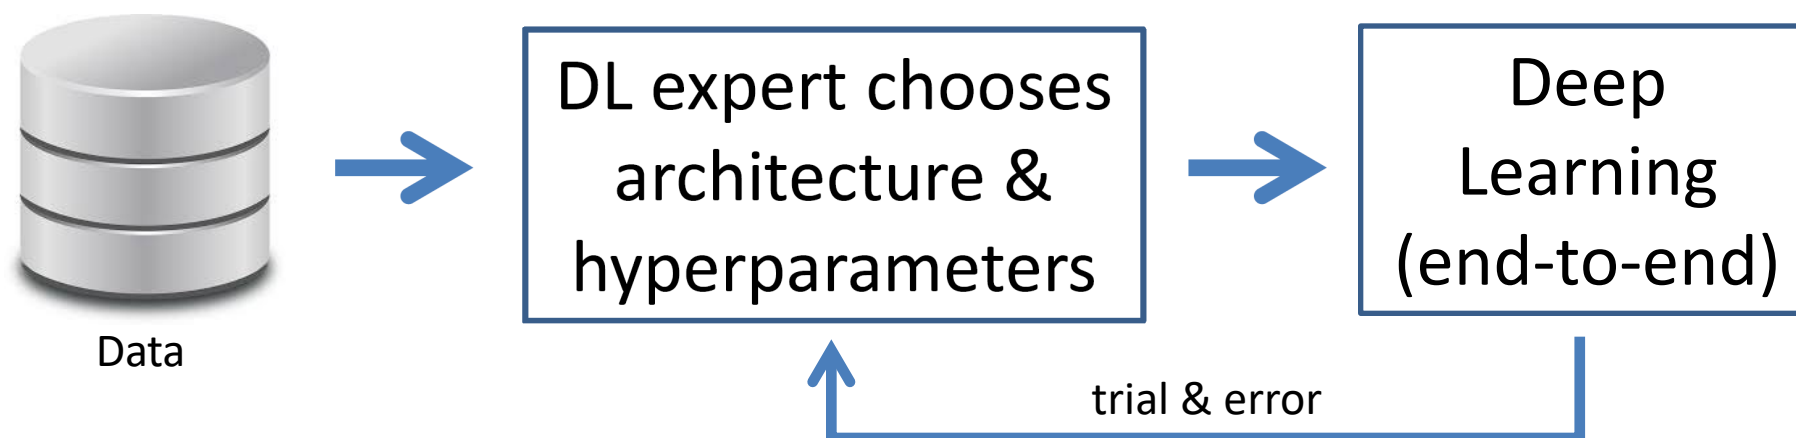 Data
DL expert chooses
architecture &
hyperparameters
Deep
Learning
(end-to-end)
trial & error